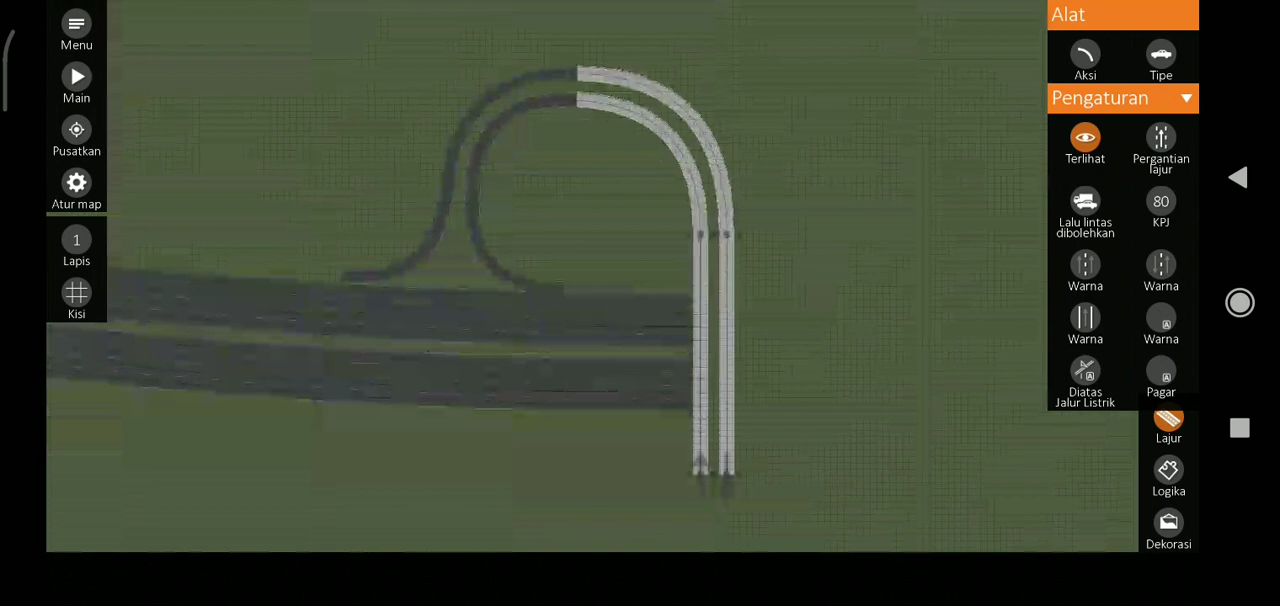 Menu
Main
Pusatkan
Atur map
1
Lapis
Kisi
Alat
Aksi
Tipe
Pengaturan
Terlihat
Pergantian
lajur
Lalu lintas
dibolehkan
80
KPJ
Warna
Warna
Warna
A
Warna
A
Diatas
Jalur Listrik
A
Pagar
Lajur
Logika
Dekorasi